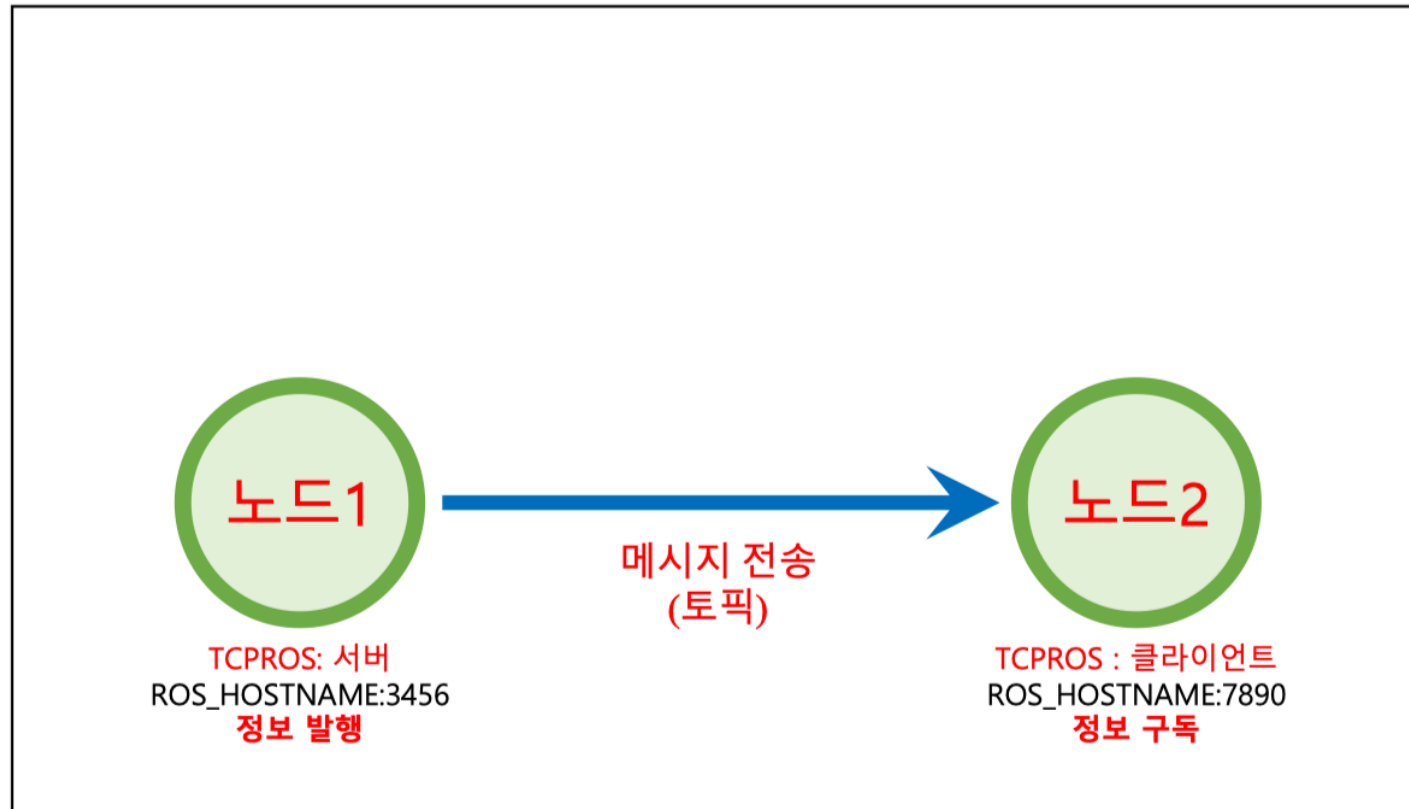 노드1
노드2
메시지 전송
(토픽)
TCPROS: 서버
ROS_HOSTNAME:3456
정보 발행
TCPROS : 클라이언트
ROS_HOSTNAME:7890
정보 구독